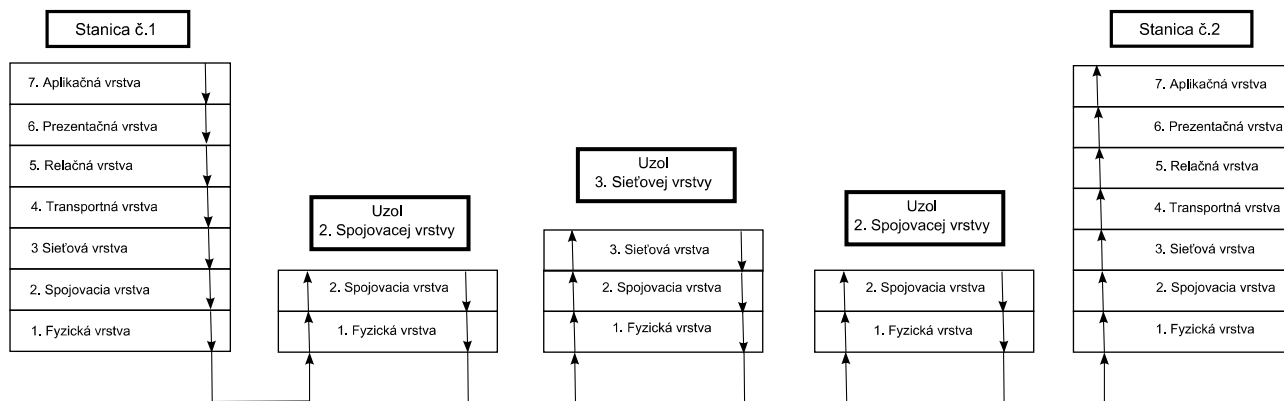 Stanica č.1
7. Aplikačná vrstva
6. Prezentačná vrstva
5. Relačná vrstva
4. Transportná vrstva
3 Sieťová vrstva
2. Spojovacia vrstva
1. Fyzická vrstva
Uzol
2. Spojovacej vrstvy
2. Spojovacia vrstva
1. Fyzická vrstva
Uzol
3. Sieťovej vrstvy
3. Sieťová vrstva
2. Spojovacia vrstva
1. Fyzická vrstva
Uzol
2. Spojovacej vrstvy
2. Spojovacia vrstva
1. Fyzická vrstva
Stanica č.2
7. Aplikačná vrstva
6. Prezentačná vrstva
5. Relačná vrstva
4. Transportná vrstva
3. Sieťová vrstva
2. Spojovacia vrstva
1. Fyzická vrstva